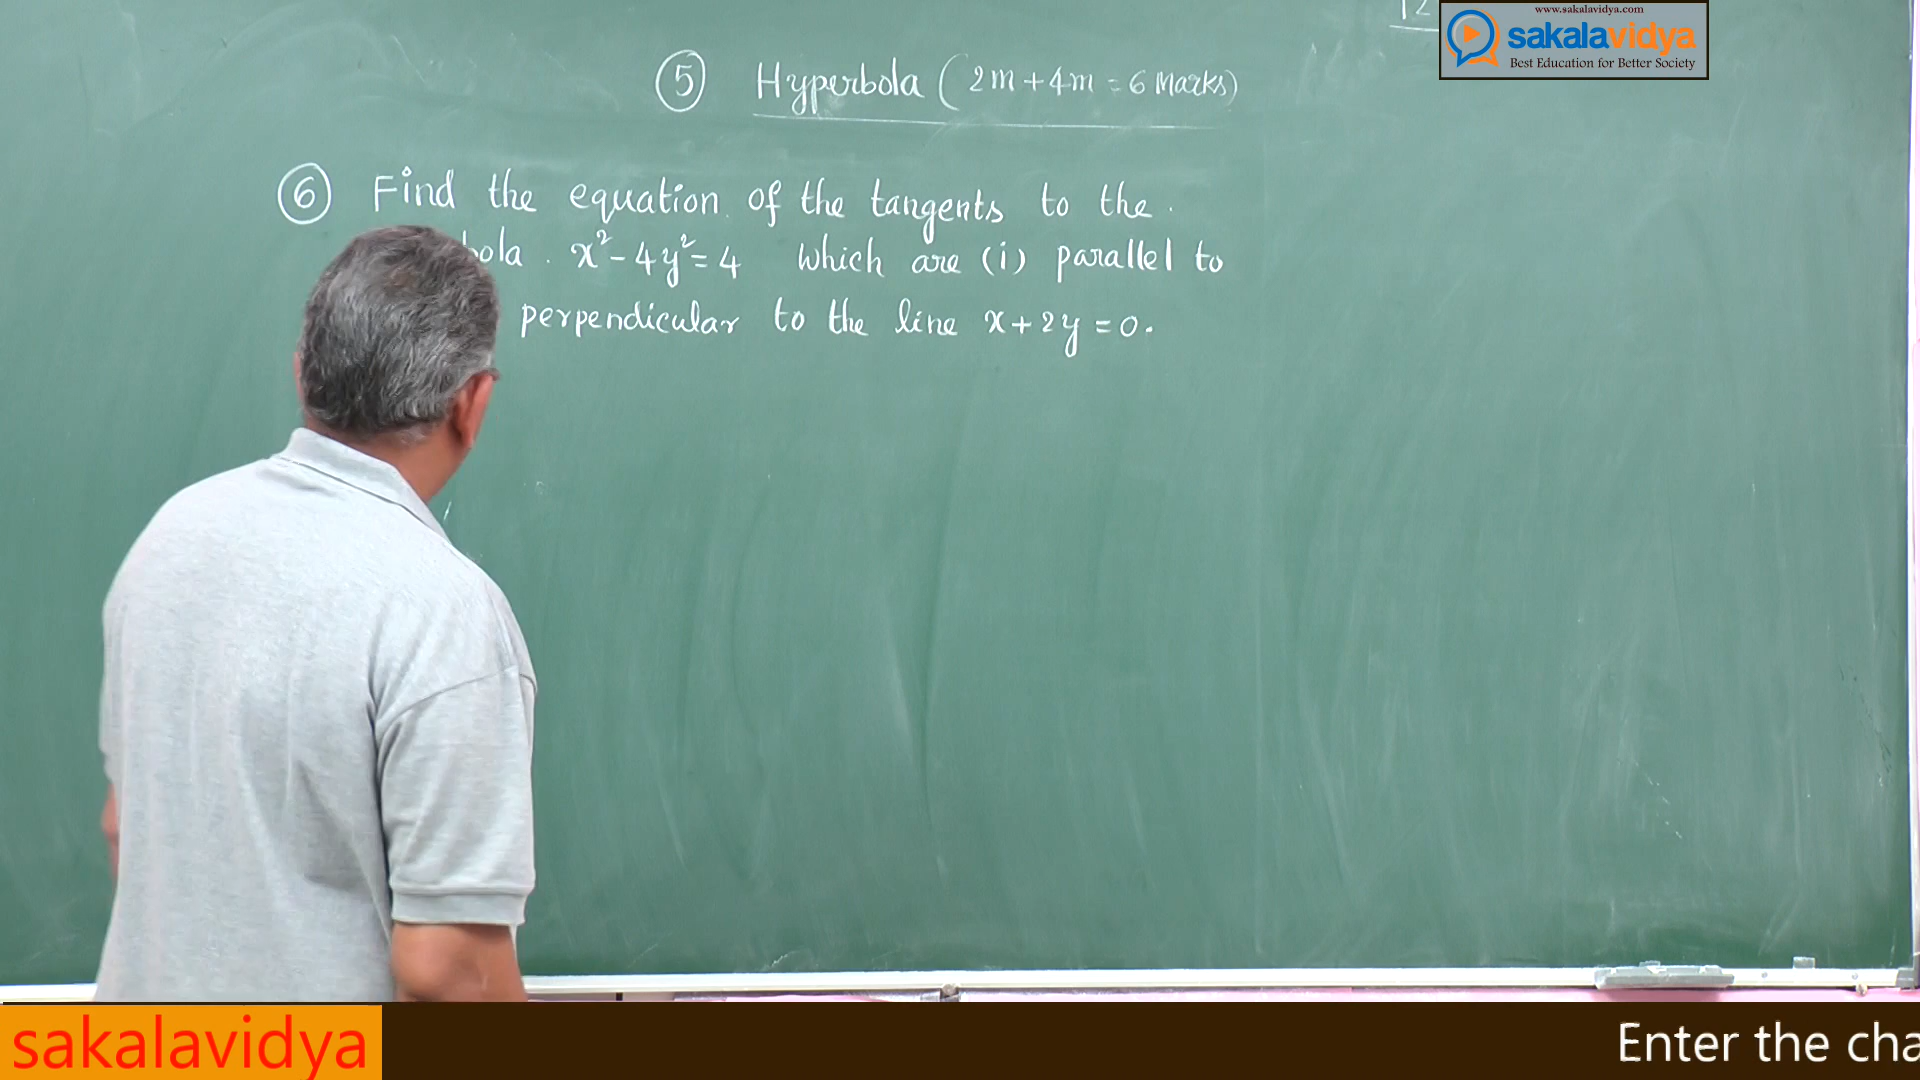 12
www.sakalavidya.com
sakalavidya
Best Education for Better Society
5 Hyperbola (2m+4m = 6 Marks)
6 Find the equation of the tangents to the
bola. x²-4y²=4 which are (i) parallel to
perpendicular to the line x+2y=0.
sakalavidya
Enter the cha